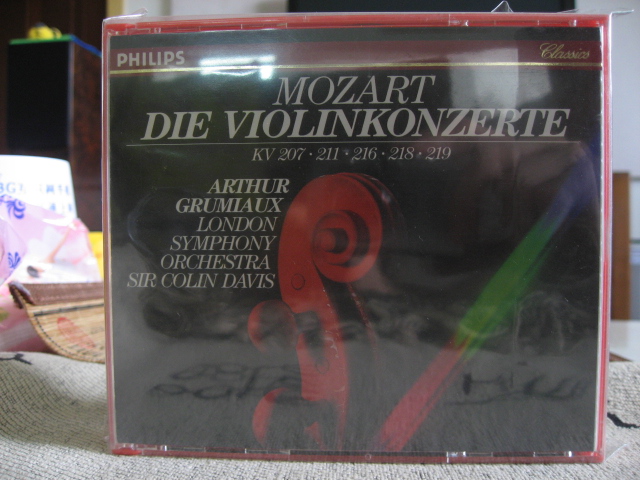 PHILIPS
Classics
MOZART
DIE VIOLINKONZERTE
KV 207 · 211 · 216 · 218 · 219
ARTHUR
GRUMIAUX
LONDON
SYMPHONY
ORCHESTRA
SIR COLIN DAVIS